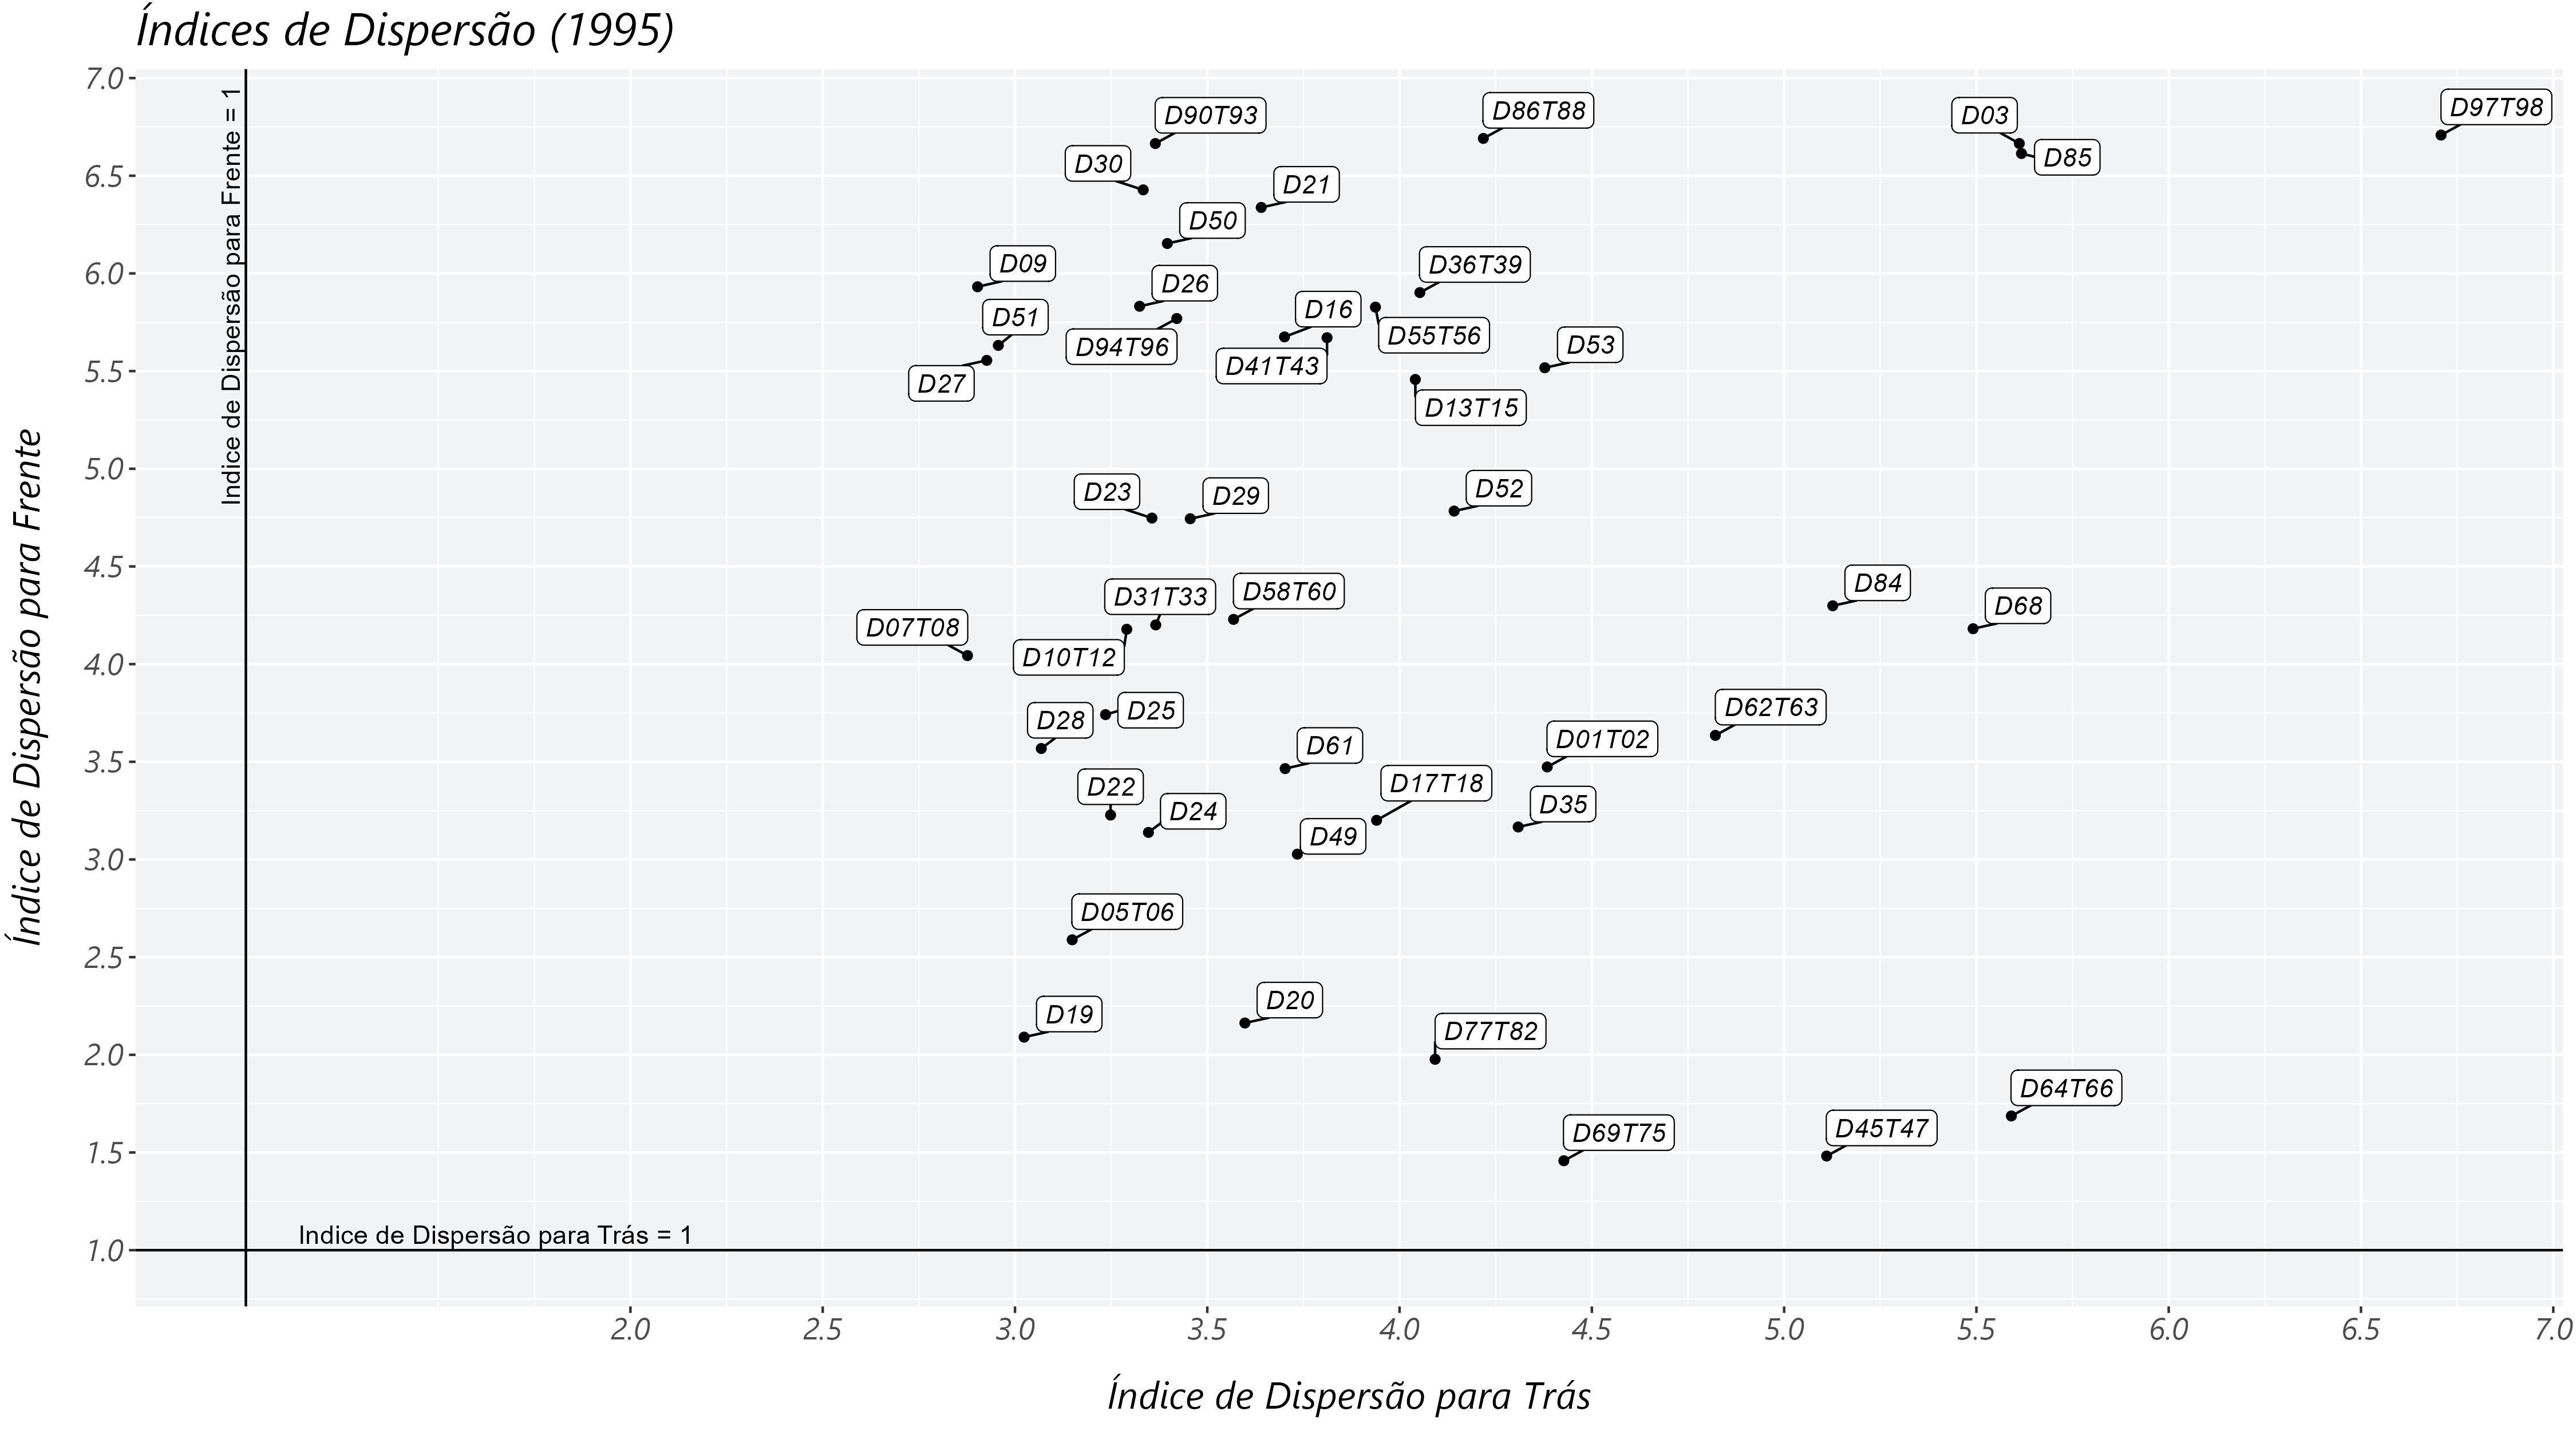 Índices de Dispersão (1995)
Índice de Dispersão para Frente
7.0
6.5
6.0
5.5
5.0
4.5
4.0
3.5
3.0
2.5
2.0
1.5
1.0
Indice de Dispersão para Frente = 1
D90T93
D86T88
D03
D97T98
D30
D85
D21
D50
D09
D36T39
D26
D51
D16
D94T96
D55T56
D53
D41T43
D27
D13T15
D23
D29
D52
D84
D31T33
D58T60
D68
D07T08
D10T12
D25
D28
D62T63
D61
D01T02
D22
D17T18
D24
D35
D49
D05T06
D19
D20
D77T82
D64T66
D69T75
D45T47
Indice de Dispersão para Trás = 1
2.0 2.5 3.0 3.5 4.0 4.5 5.0 5.5 6.0 6.5 7.0
Índice de Dispersão para Trás